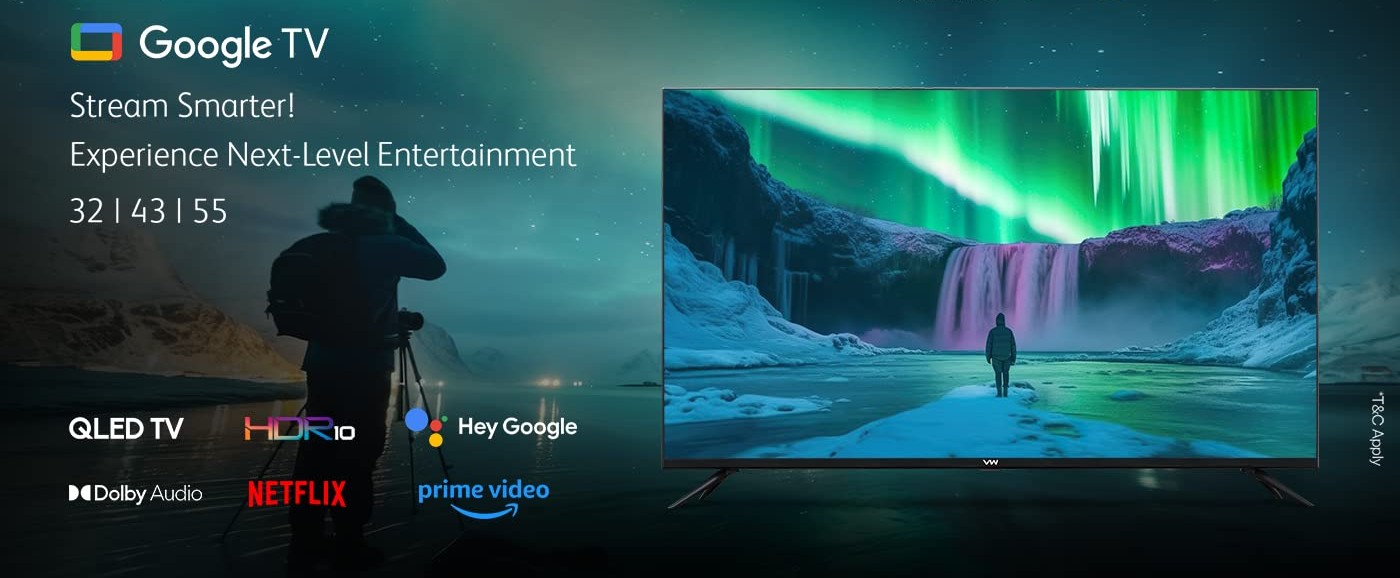 Google TV
Stream Smarter!
Experience Next-Level Entertainment
32 | 43 | 55
QLED TV
HDR10
Hey Google
Dolby Audio
NETFLIX
prime video
VW
*T&C Apply